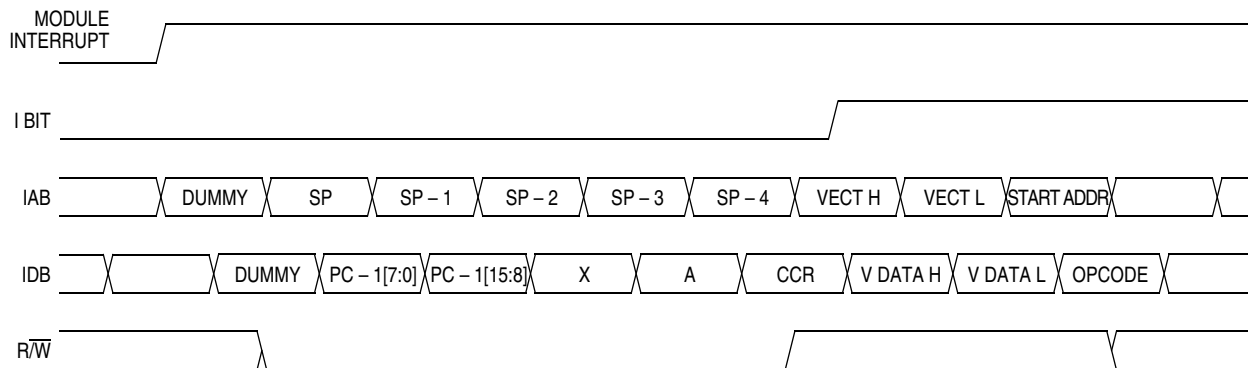 MODULE
INTERRUPT
I BIT
IAB DUMMY SP SP – 1 SP – 2 SP – 3 SP – 4 VECT H VECT L START ADDR
IDB DUMMY PC – 1[7:0] PC – 1[15:8] X A CCR V DATA H V DATA L OPCODE
R/W̅